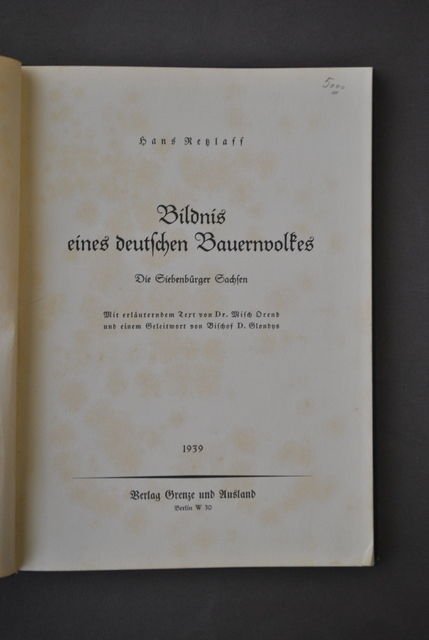 Hans Retzlaff
Bildnis
eines deutschen Bauernvolkes
Die Siebenbürger Sachsen
Mit erläuterndem Text von Dr. Misch Orend
und einem Geleitwort von Bischof D. Glondys
1939
Verlag Grenze und Ausland
Berlin W 30